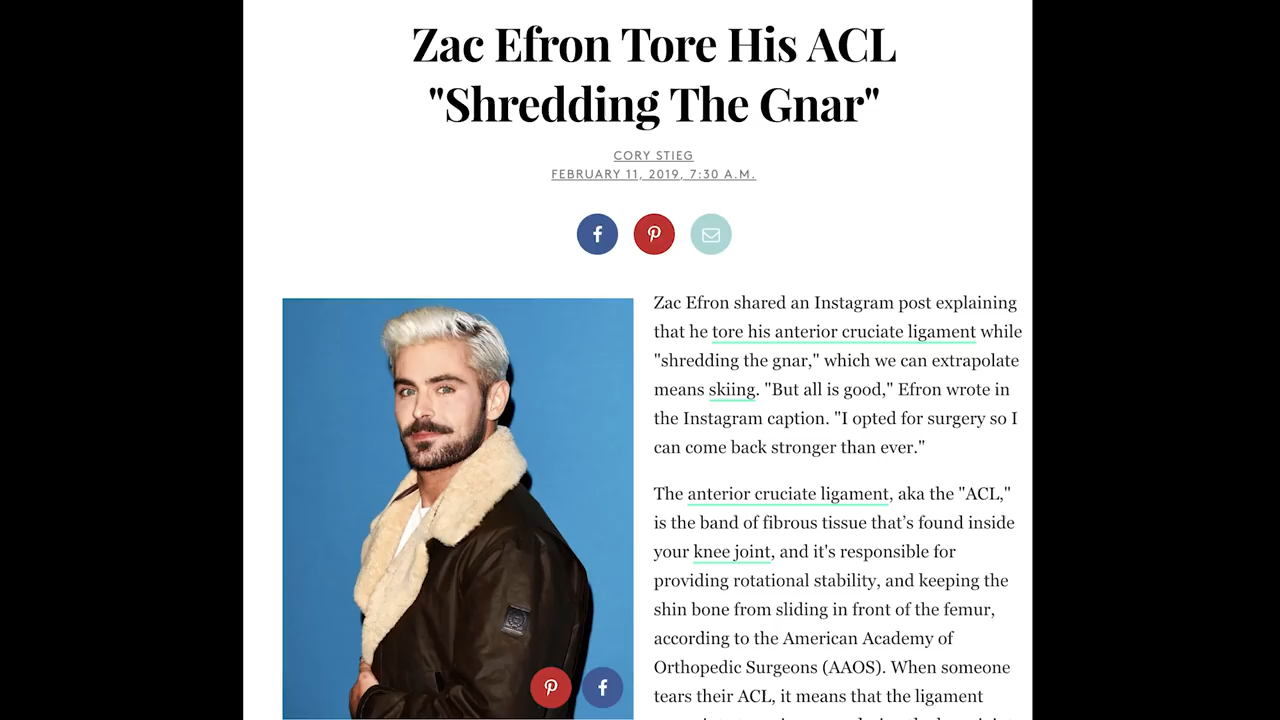 Zac Efron Tore His ACL
"Shredding The Gnar"
CORY STIEG
FEBRUARY 11, 2019, 7:30 A.M.
Zac Efron shared an Instagram post explaining
that he tore his anterior cruciate ligament while
"shredding the gnar," which we can extrapolate
means skiing. "But all is good," Efron wrote in
the Instagram caption. "I opted for surgery so I
can come back stronger than ever."
The anterior cruciate ligament, aka the "ACL,"
is the band of fibrous tissue that’s found inside
your knee joint, and it's responsible for
providing rotational stability, and keeping the
shin bone from sliding in front of the femur,
according to the American Academy of
Orthopedic Surgeons (AAOS). When someone
tears their ACL, it means that the ligament